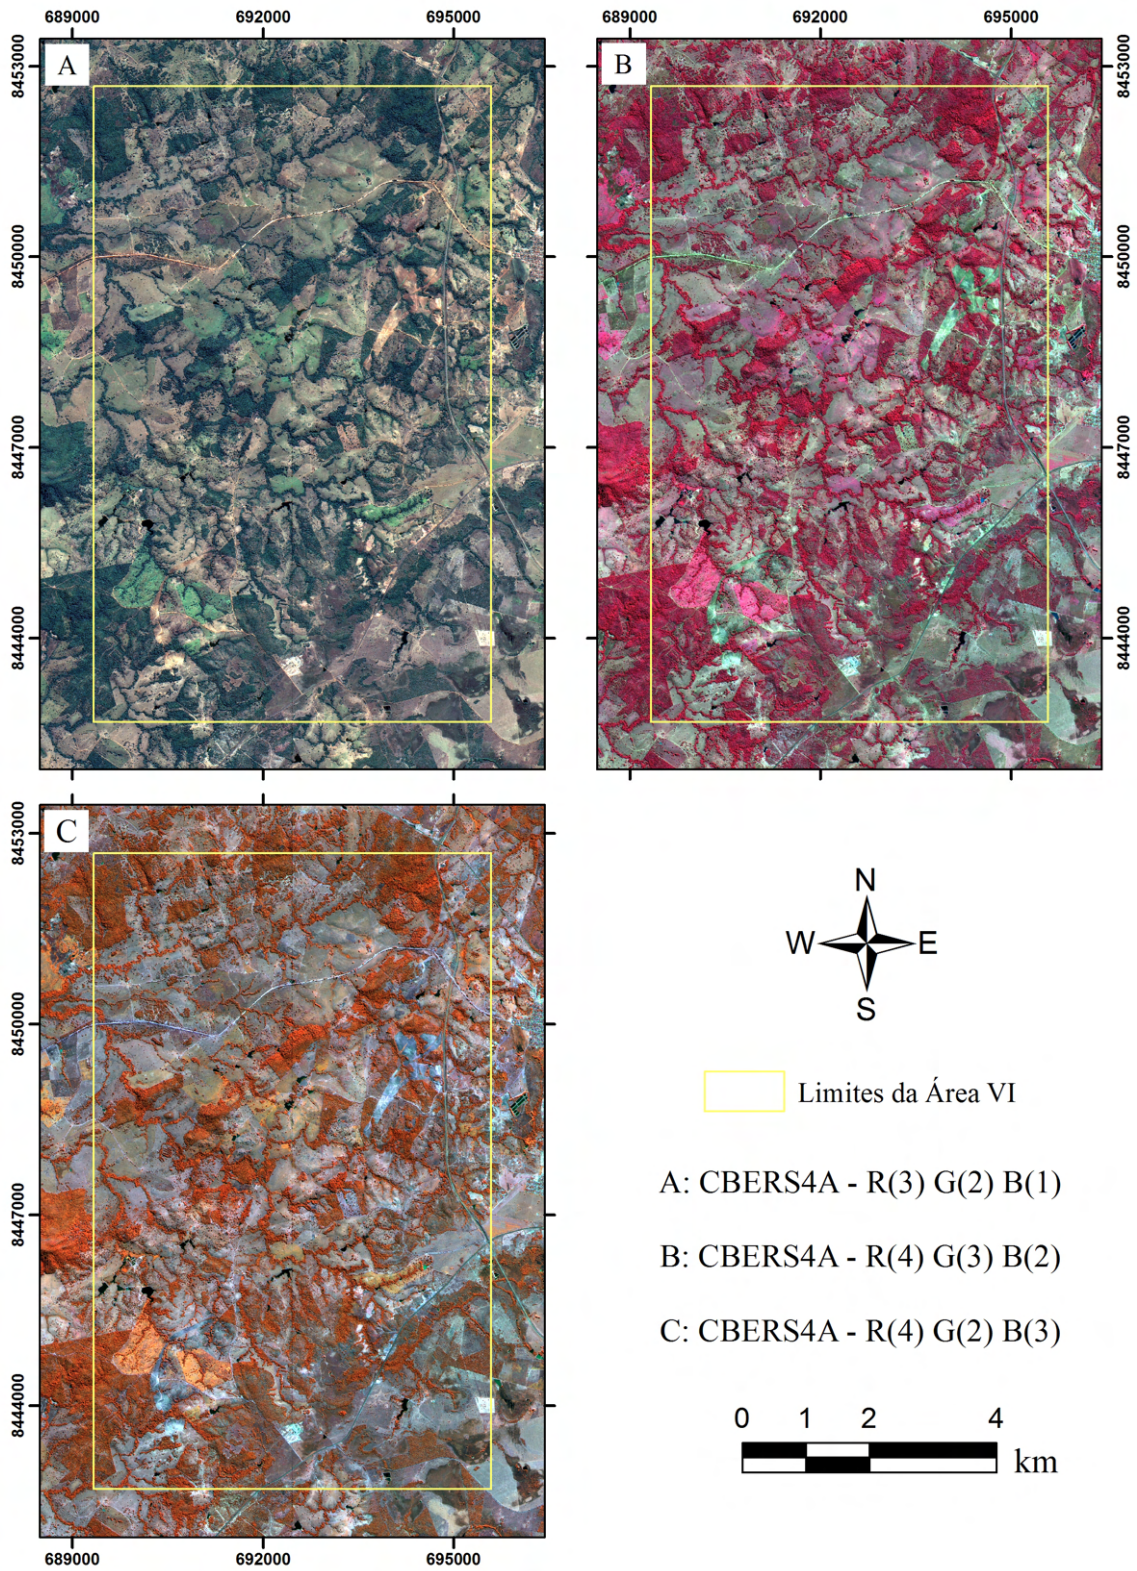 689000 692000 695000 689000 692000 695000
A B
8453000 8453000
8450000 8450000
8447000 8447000
8444000 8444000
C
8453000
8450000
8447000
8444000
689000 692000 695000
N
W E
S
Limites da Área VI
A: CBERS4A - R(3) G(2) B(1)
B: CBERS4A - R(4) G(3) B(2)
C: CBERS4A - R(4) G(2) B(3)
0 1 2 4
km